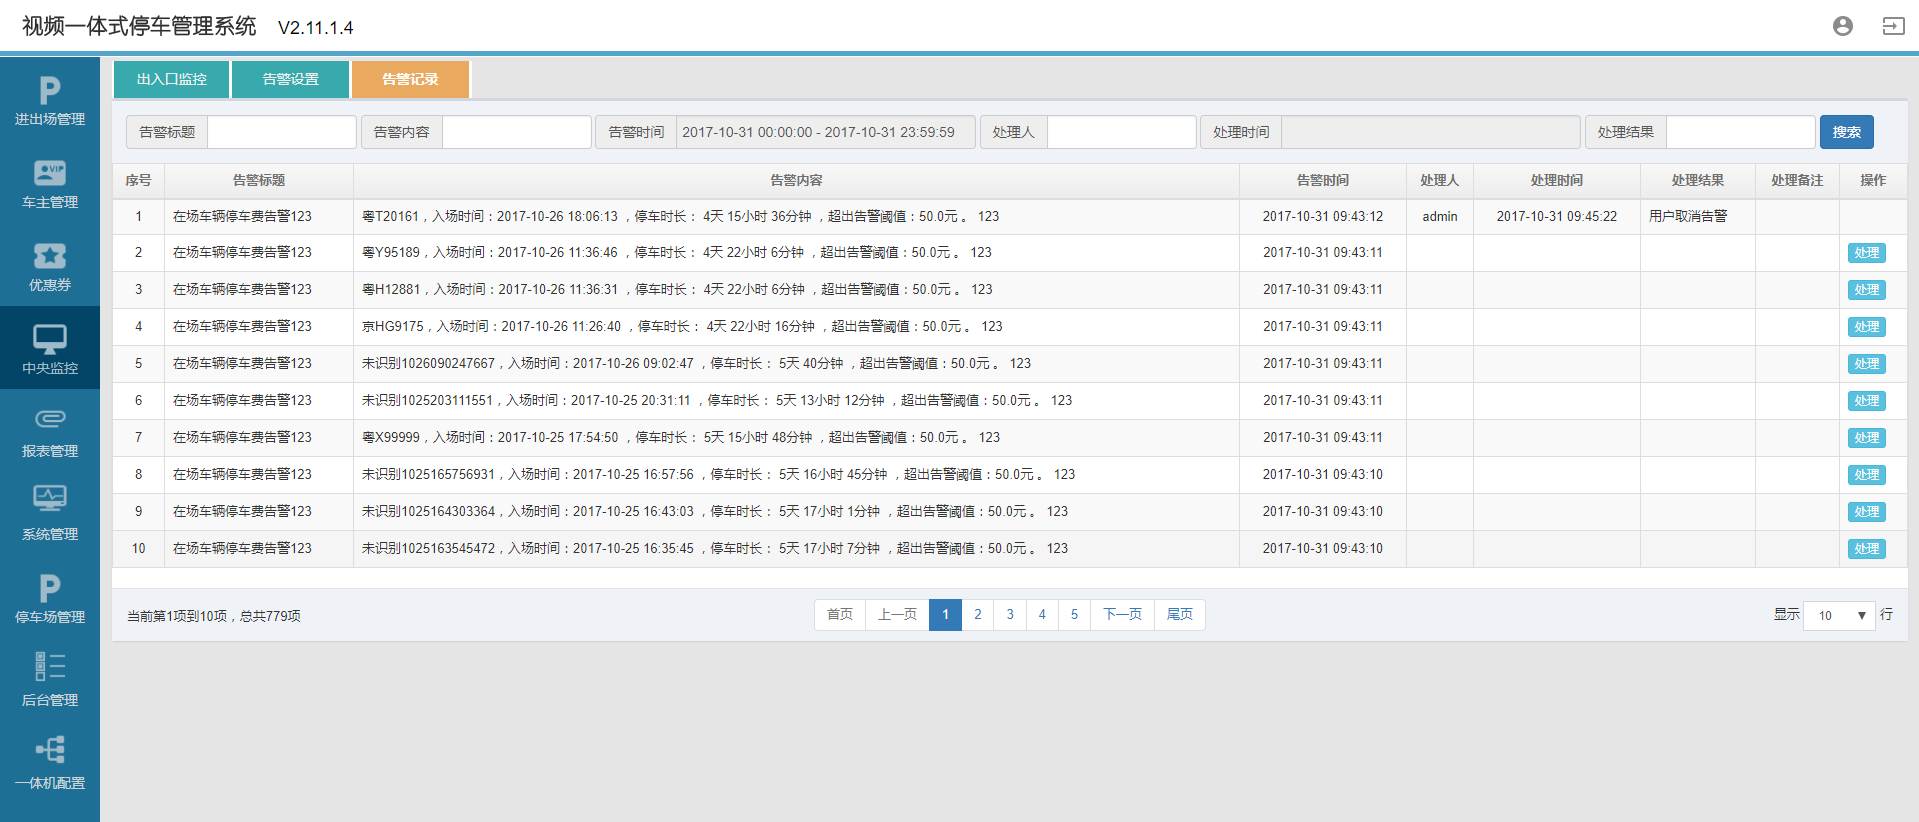 视频一体式停车管理系统 V2.11.1.4
进出场管理
车主管理
优惠券
中央监控
报表管理
系统管理
停车场管理
后台管理
一体机配置
出入口监控 告警设置 告警记录
告警标题 告警内容 告警时间 2017-10-31 00:00:00 - 2017-10-31 23:59:59 处理人 处理时间 处理结果 搜索
序号 告警标题 告警内容 告警时间 处理人 处理时间 处理结果 处理备注 操作
1 在场车辆停车费告警123 粤T20161，入场时间：2017-10-26 18:06:13 ，停车时长： 4天 15小时 36分钟 ，超出告警阈值：50.0元 。 123 2017-10-31 09:43:12 admin 2017-10-31 09:45:22 用户取消告警
2 在场车辆停车费告警123 粤Y95189，入场时间：2017-10-26 11:36:46 ，停车时长： 4天 22小时 6分钟 ，超出告警阈值：50.0元 。 123 2017-10-31 09:43:11 处理
3 在场车辆停车费告警123 粤H12881，入场时间：2017-10-26 11:36:31 ，停车时长： 4天 22小时 6分钟 ，超出告警阈值：50.0元 。 123 2017-10-31 09:43:11 处理
4 在场车辆停车费告警123 京HG9175，入场时间：2017-10-26 11:26:40 ，停车时长： 4天 22小时 16分钟 ，超出告警阈值：50.0元 。 123 2017-10-31 09:43:11 处理
5 在场车辆停车费告警123 未识别1026090247667，入场时间：2017-10-26 09:02:47 ，停车时长： 5天 40分钟 ，超出告警阈值：50.0元 。 123 2017-10-31 09:43:11 处理
6 在场车辆停车费告警123 未识别1025203111551，入场时间：2017-10-25 20:31:11 ，停车时长： 5天 13小时 12分钟 ，超出告警阈值：50.0元 。 123 2017-10-31 09:43:11 处理
7 在场车辆停车费告警123 粤X99999，入场时间：2017-10-25 17:54:50 ，停车时长： 5天 15小时 48分钟 ，超出告警阈值：50.0元 。 123 2017-10-31 09:43:11 处理
8 在场车辆停车费告警123 未识别1025165756931，入场时间：2017-10-25 16:57:56 ，停车时长： 5天 16小时 45分钟 ，超出告警阈值：50.0元 。 123 2017-10-31 09:43:10 处理
9 在场车辆停车费告警123 未识别1025164303364，入场时间：2017-10-25 16:43:03 ，停车时长： 5天 17小时 1分钟 ，超出告警阈值：50.0元 。 123 2017-10-31 09:43:10 处理
10 在场车辆停车费告警123 未识别1025163545472，入场时间：2017-10-25 16:35:45 ，停车时长： 5天 17小时 7分钟 ，超出告警阈值：50.0元 。 123 2017-10-31 09:43:10 处理
当前第1项到10项，总共779项 首页 上一页 1 2 3 4 5 下一页 尾页 显示 10 ▼ 行